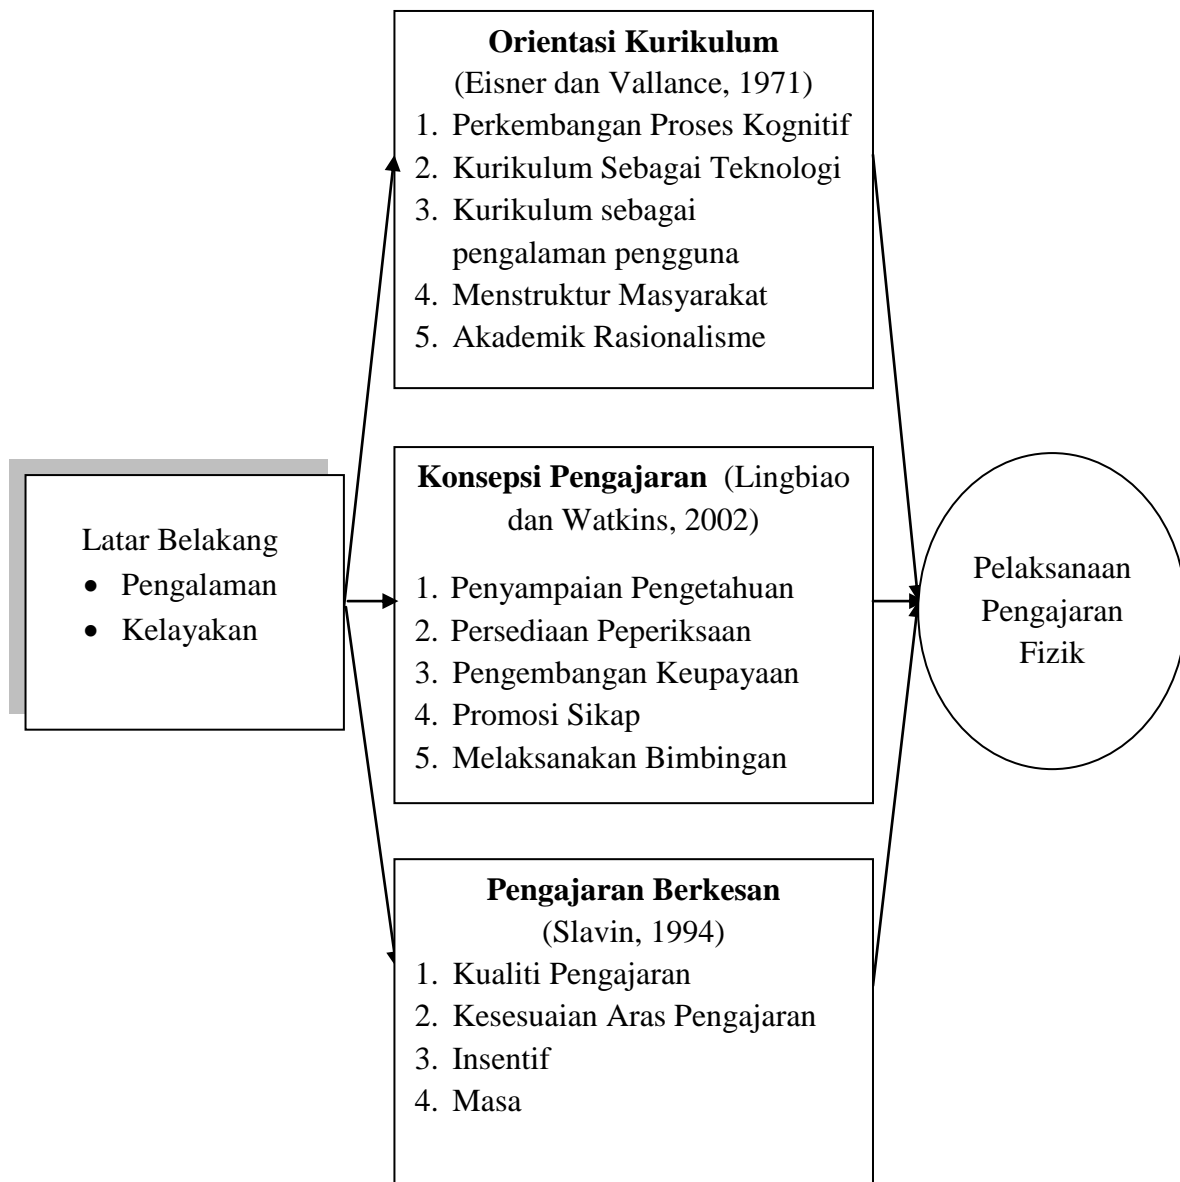 Orientasi Kurikulum
(Eisner dan Vallance, 1971)
1. Perkembangan Proses Kognitif
2. Kurikulum Sebagai Teknologi
3. Kurikulum sebagai
pengalaman pengguna
4. Menstruktur Masyarakat
5. Akademik Rasionalisme
Latar Belakang
• Pengalaman
• Kelayakan
Konsepsi Pengajaran (Lingbiao
dan Watkins, 2002)
1. Penyampaian Pengetahuan
2. Persediaan Peperiksaan
3. Pengembangan Keupayaan
4. Promosi Sikap
5. Melaksanakan Bimbingan
Pelaksanaan
Pengajaran
Fizik
Pengajaran Berkesan
(Slavin, 1994)
1. Kualiti Pengajaran
2. Kesesuaian Aras Pengajaran
3. Insentif
4. Masa